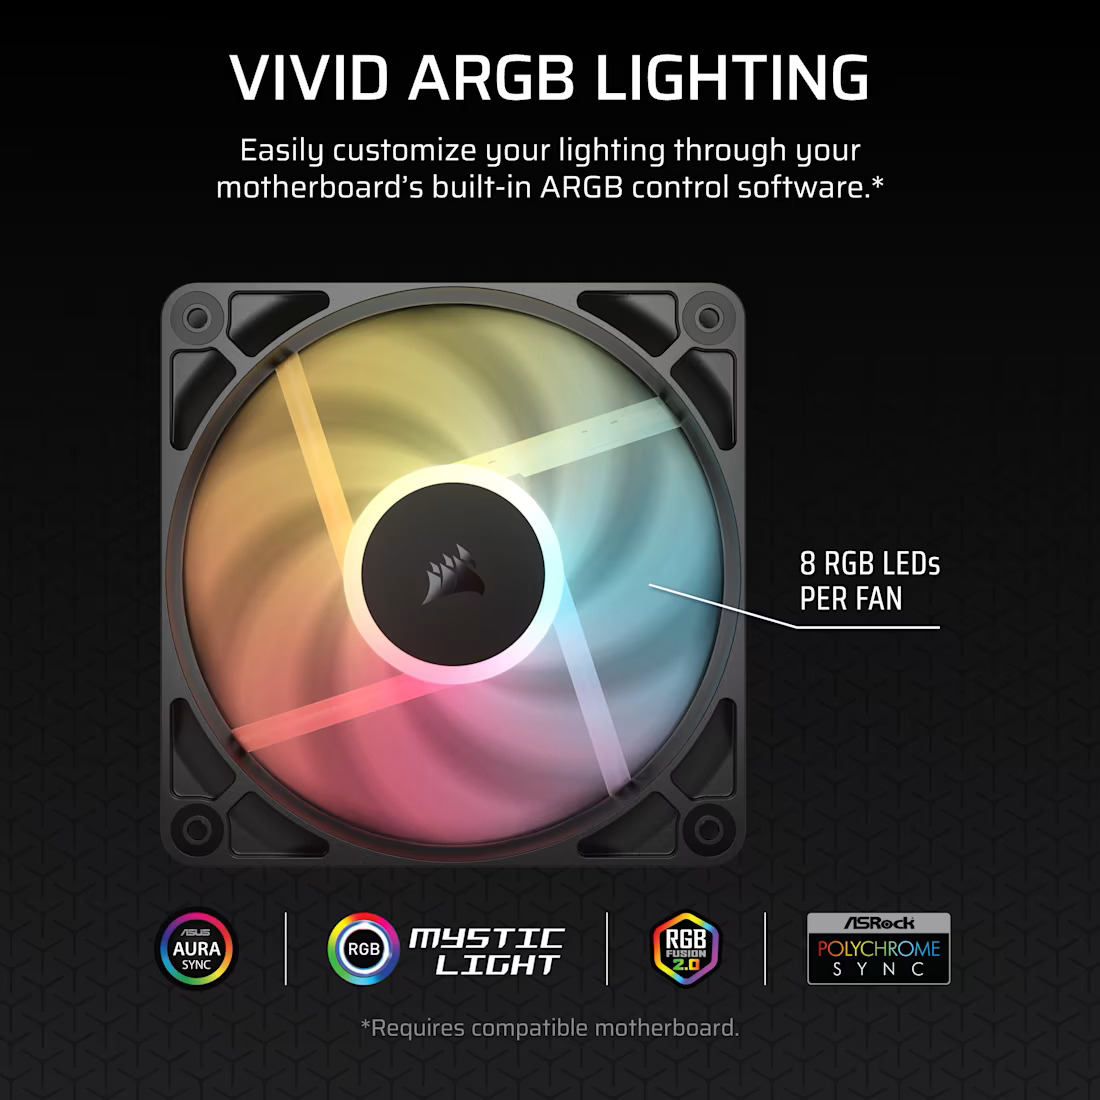 VIVID ARGB LIGHTING
Easily customize your lighting through your
motherboard’s built-in ARGB control software.*
8 RGB LEDs
PER FAN
ASUS
AURA
SYNC
RGB
MYSTIC
LIGHT
RGB
FUSION
2.0
ASRock
POLYCHROME
SYNC
*Requires compatible motherboard.